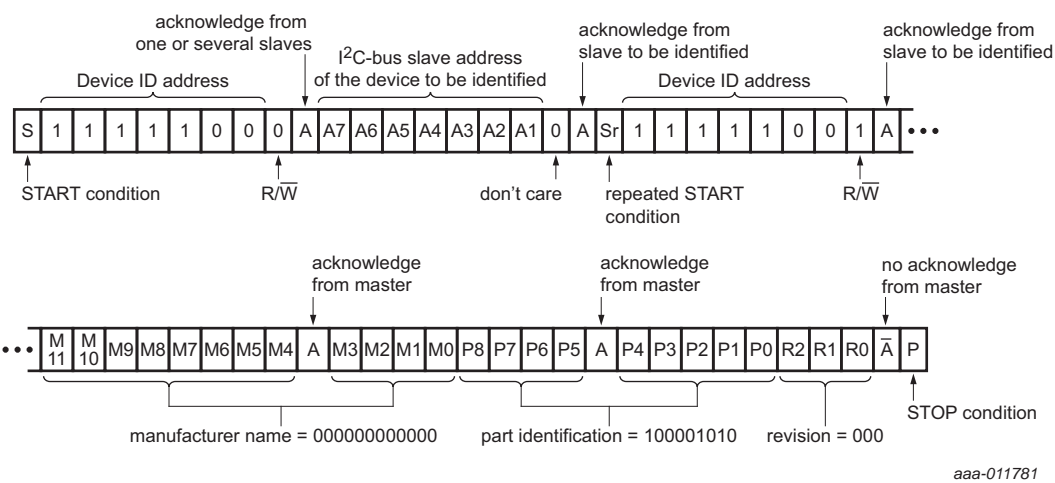 acknowledge from
one or several slaves
I²C-bus slave address
of the device to be identified
acknowledge from
slave to be identified
acknowledge from
slave to be identified
Device ID address
Device ID address
S 1 1 1 1 1 0 0 0 A A7 A6 A5 A4 A3 A2 A1 0 A Sr 1 1 1 1 1 0 0 1 A •••
START condition
R/W̅
don't care
repeated START
condition
R/W̅
acknowledge
from master
acknowledge
from master
no acknowledge
from master
••• M11 M10 M9 M8 M7 M6 M5 M4 A M3 M2 M1 M0 P8 P7 P6 P5 A P4 P3 P2 P1 P0 R2 R1 R0 A̅ P
STOP condition
manufacturer name = 000000000000
part identification = 100001010
revision = 000
aaa-011781